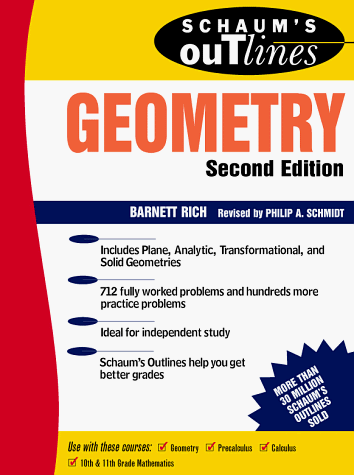 SCHAUM'S
ouTlines
GEOMETRY
Second Edition
BARNETT RICH Revised by PHILIP A. SCHMIDT
Includes Plane, Analytic, Transformational, and
Solid Geometries
712 fully worked problems and hundreds more
practice problems
Ideal for independent study
Schaum's Outlines help you get
better grades
MORE THAN
30 MILLION
SCHAUM'S
OUTLINES
SOLD
Use with these courses: Geometry Precalculus Calculus
10th & 11th Grade Mathematics